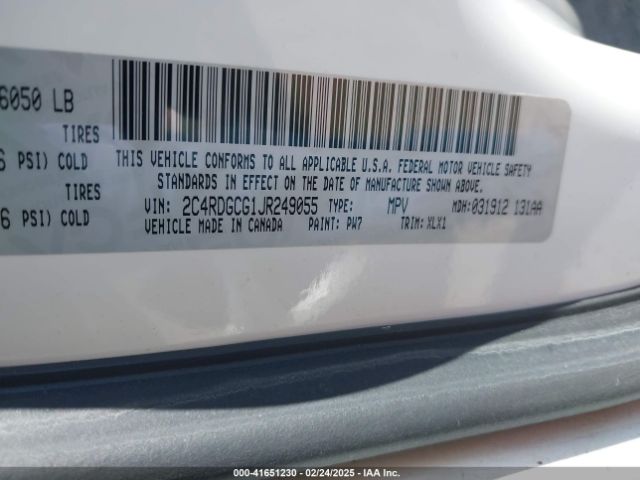 6050 LB
TIRES
6 PSI) COLD
TIRES
6 PSI) COLD
THIS VEHICLE CONFORMS TO ALL APPLICABLE U.S.A. FEDERAL MOTOR VEHICLE SAFETY
STANDARDS IN EFFECT ON THE DATE OF MANUFACTURE SHOWN ABOVE.
VIN: 2C4RDGCG1JR249055 TYPE: MPV MDH:031912 131AA
VEHICLE MADE IN CANADA PAINT: PW7 TRIM: XLX1
000-41651230 - 02/24/2025 - IAA Inc.